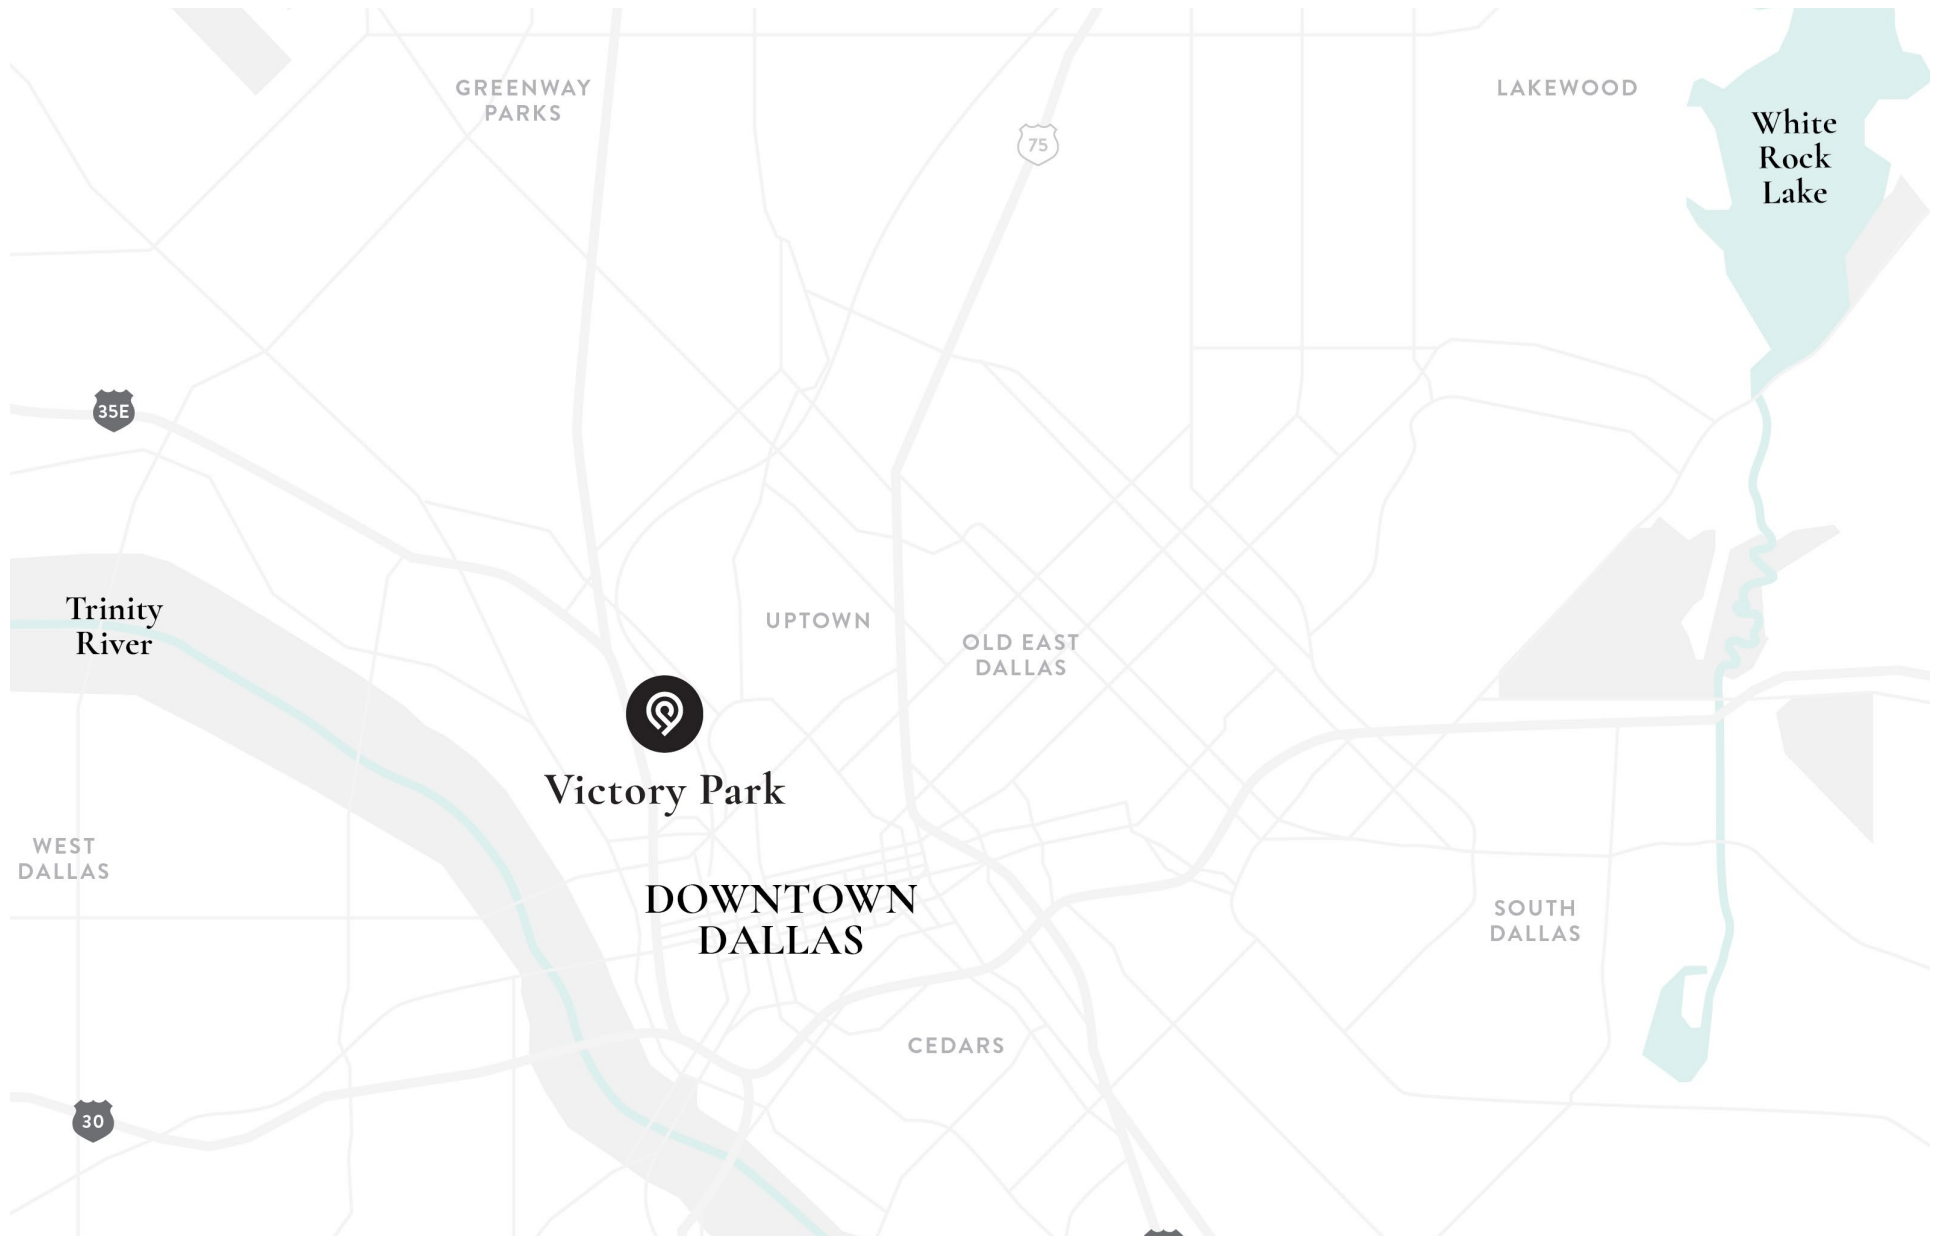 GREENWAY
PARKS
LAKEWOOD
White
Rock
Lake
75
35E
Trinity
River
UPTOWN
OLD EAST
DALLAS
Victory Park
WEST
DALLAS
DOWNTOWN
DALLAS
SOUTH
DALLAS
CEDARS
30